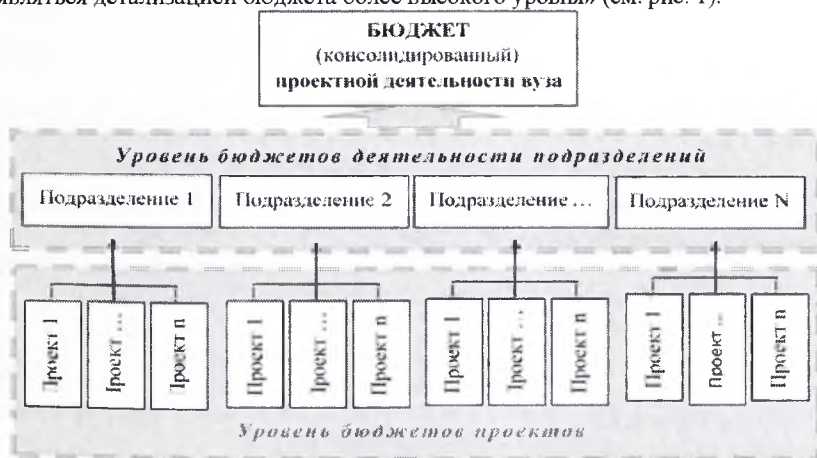 являться детализацией бюджета более высокого уровня» (см. рис. 1).
БЮДЖЕТ
(консолидированный)
проектной деятельности вуза
Уровень бюджетов деятельности подразделений
Подразделение 1
Подразделение 2
Подразделение ...
Подразделение N
Проект 1
Проект ...
Проект n
Проект 1
Проект ...
Проект n
Проект 1
Проект ...
Проект n
Проект 1
Проект ...
Проект n
Уровень бюджетов проектов